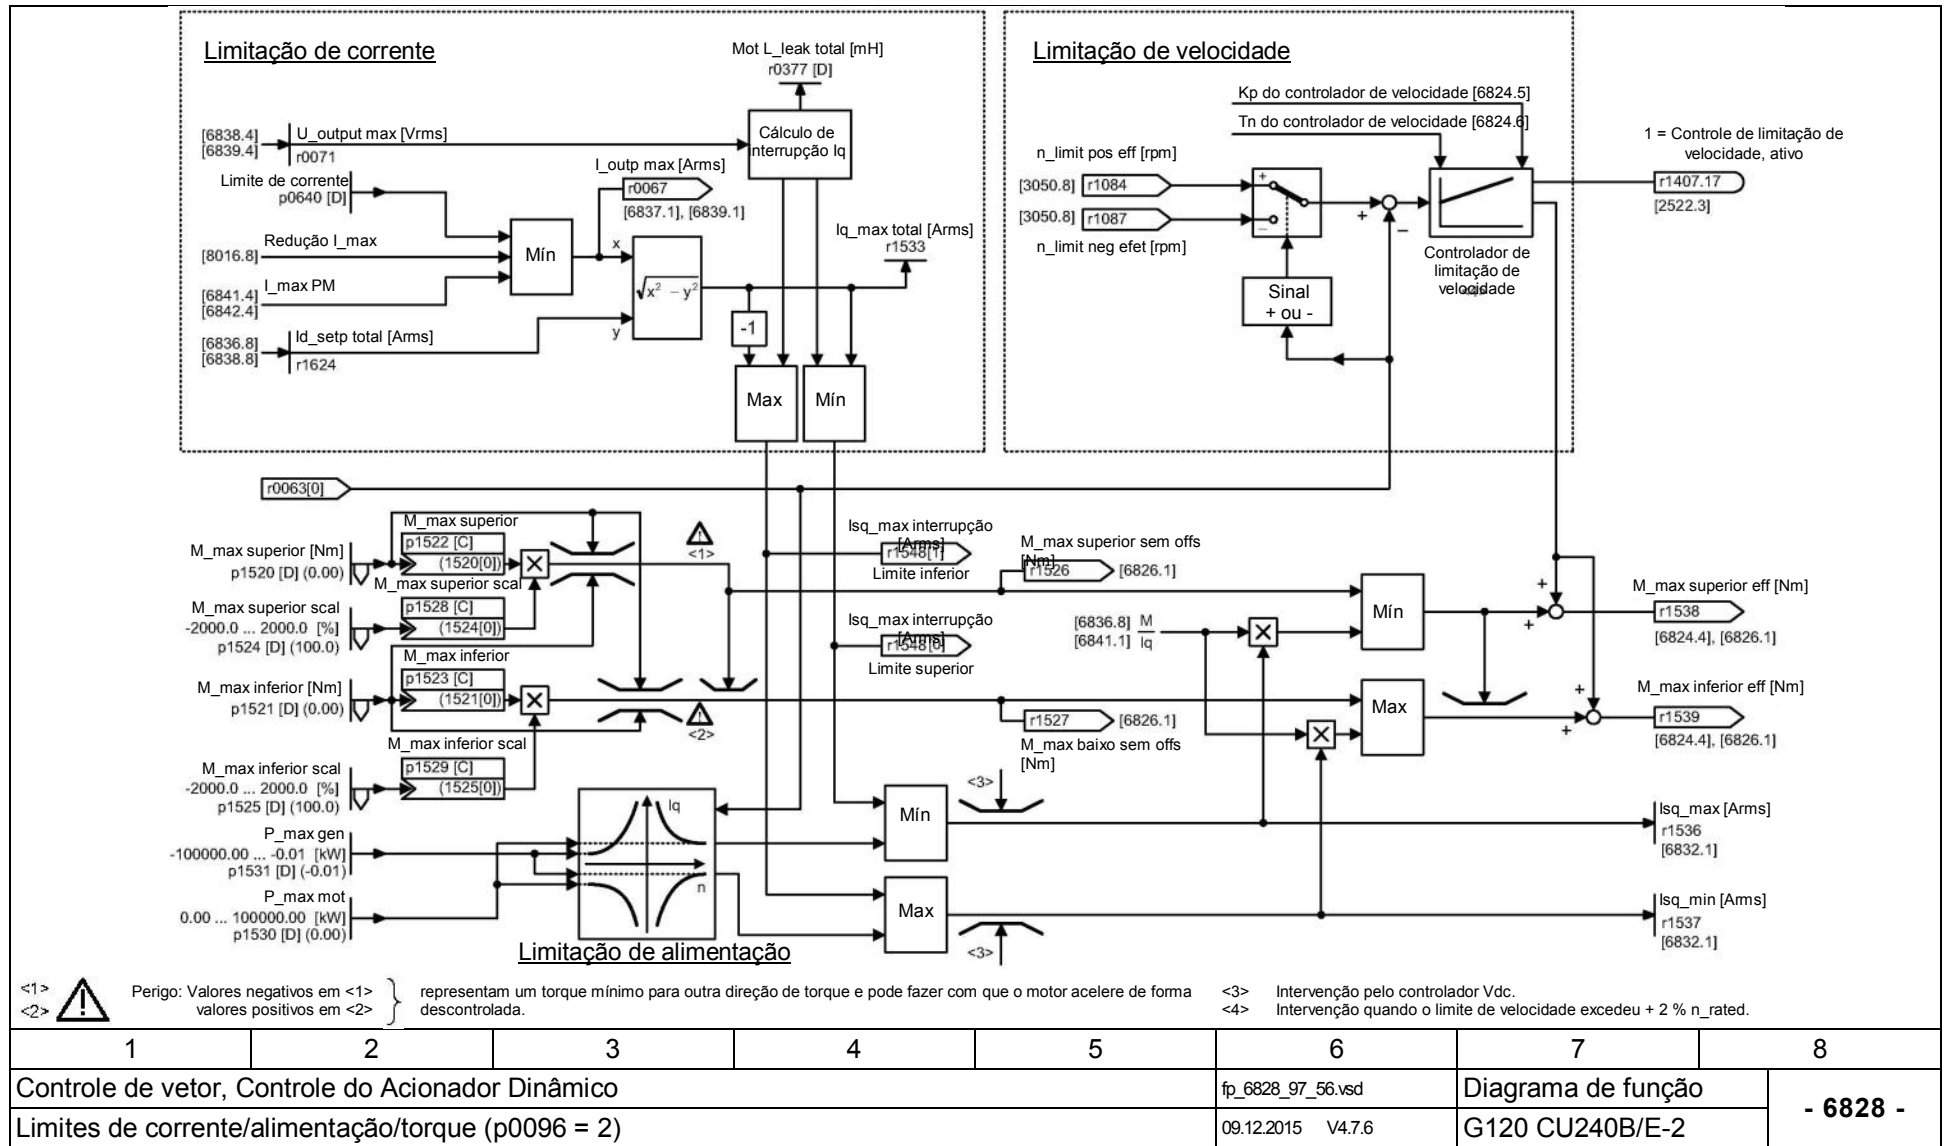 Limitação de corrente
Mot L_leak total [mH]
r0377 [D]
[6838.4]
[6839.4]
U_output max [Vrms]
r0071
Cálculo de
nterrupção Iq
Limite de corrente
p0640 [D]
I_outp max [Arms]
r0067
[6837.1], [6839.1]
Redução I_max
[8016.8]
Mín
x
√x² – y²
y
Iq_max total [Arms]
r1533
I_max PM
[6841.4]
[6842.4]
[6836.8]
[6838.8]
Id_setp total [Arms]
r1624
-1
Max
Mín
Limitação de velocidade
Kp do controlador de velocidade [6824.5]
Tn do controlador de velocidade [6824.6]
n_limit pos eff [rpm]
[3050.8] r1084
[3050.8] r1087
n_limit neg efet [rpm]
+
–
+
–
Sinal
+ ou -
Controlador de
limitação de
velocidade
1 = Controle de limitação de
velocidade, ativo
r1407.17
[2522.3]
r0063[0]
M_max superior [Nm]
p1520 [D] (0.00)
M_max superior
p1522 [C]
(1520[0])
M_max superior scal
M_max superior scal
-2000.0 ... 2000.0 [%]
p1524 [D] (100.0)
p1528 [C]
(1524[0])
M_max inferior
p1523 [C]
(1521[0])
M_max inferior [Nm]
p1521 [D] (0.00)
M_max inferior scal
M_max inferior scal
-2000.0 ... 2000.0 [%]
p1525 [D] (100.0)
p1529 [C]
(1525[0])
<1>
<2>
Isq_max interrupção
[Arms]
r1548[1]
Limite inferior
Isq_max interrupção
[Arms]
r1548[0]
Limite superior
M_max superior sem offs
[Nm]
r1526 [6826.1]
[6836.8] M
[6841.1] Iq
r1527 [6826.1]
M_max baixo sem offs
[Nm]
Mín
Max
+
+
+
+
M_max superior eff [Nm]
r1538
[6824.4], [6826.1]
M_max inferior eff [Nm]
r1539
[6824.4], [6826.1]
P_max gen
-100000.00 ... -0.01 [kW]
p1531 [D] (-0.01)
P_max mot
0.00 ... 100000.00 [kW]
p1530 [D] (0.00)
Iq
n
Limitação de alimentação
Mín
Max
<3>
<3>
Isq_max [Arms]
r1536
[6832.1]
Isq_min [Arms]
r1537
[6832.1]
<1>
<2>
Perigo: Valores negativos em <1>
valores positivos em <2>
representam um torque mínimo para outra direção de torque e pode fazer com que o motor acelere de forma
descontrolada.
<3> Intervenção pelo controlador Vdc.
<4> Intervenção quando o limite de velocidade excedeu + 2 % n_rated.
1 2 3 4 5 6 7 8
Controle de vetor, Controle do Acionador Dinâmico
fp_6828_97_56.vsd
Diagrama de função
- 6828 -
Limites de corrente/alimentação/torque (p0096 = 2)
09.12.2015 V4.7.6
G120 CU240B/E-2